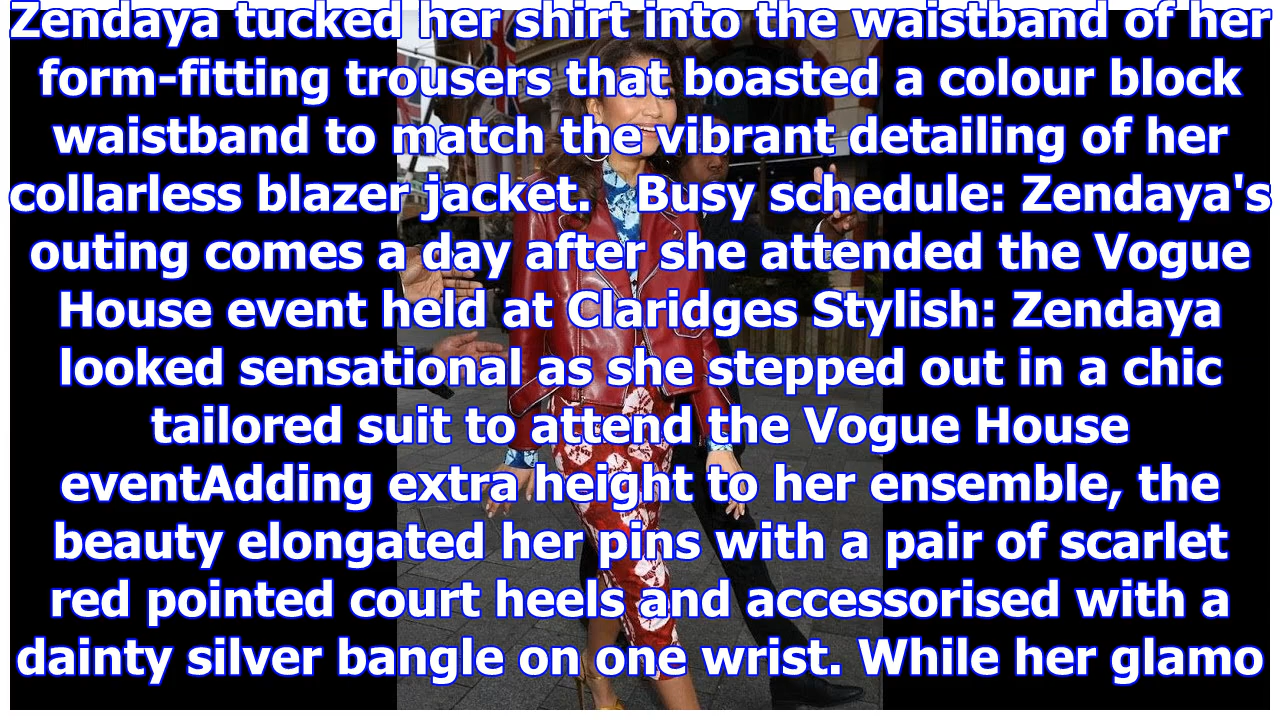 Zendaya tucked her shirt into the waistband of her
form-fitting trousers that boasted a colour block
waistband to match the vibrant detailing of her
collarless blazer jacket.   Busy schedule: Zendaya's
outing comes a day after she attended the Vogue
House event held at Claridges Stylish: Zendaya
looked sensational as she stepped out in a chic
tailored suit to attend the Vogue House
eventAdding extra height to her ensemble, the
beauty elongated her pins with a pair of scarlet
red pointed court heels and accessorised with a
dainty silver bangle on one wrist. While her glamo